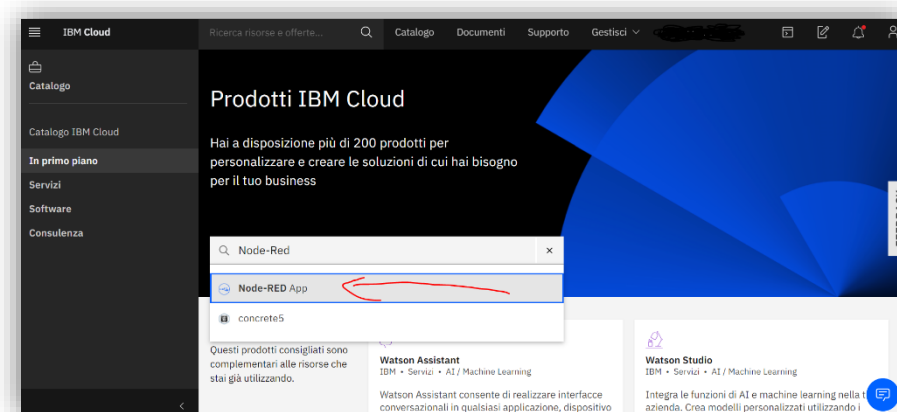 IBM Cloud
Ricerca risorse e offerte...
Catalogo
Documenti
Supporto
Gestisci
Catalogo
Catalogo IBM Cloud
In primo piano
Servizi
Software
Consulenza
Prodotti IBM Cloud
Hai a disposizione più di 200 prodotti per
personalizzare e creare le soluzioni di cui hai bisogno
per il tuo business
Node-Red
Node-RED App
concrete5
Questi prodotti consigliati sono
complementari alle risorse che
stai già utilizzando.
Watson Assistant
IBM • Servizi • AI / Machine Learning
Watson Assistant consente di realizzare interfacce
conversazionali in qualsiasi applicazione, dispositivo
Watson Studio
IBM • Servizi • AI / Machine Learning
Integra le funzioni di AI e machine learning nella
azienda. Crea modelli personalizzati utilizzando i